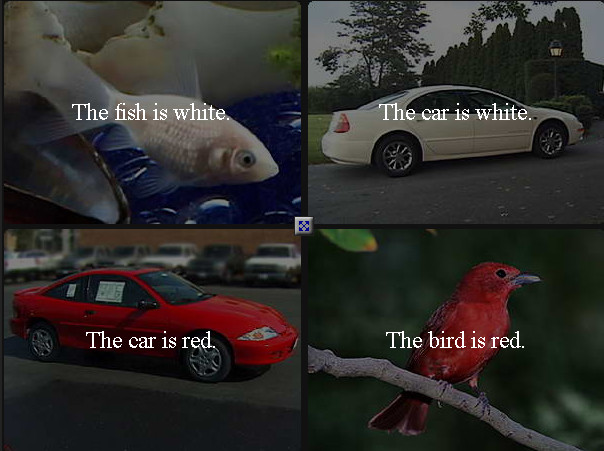 The fish is white.
The car is white.
The car is red.
The bird is red.